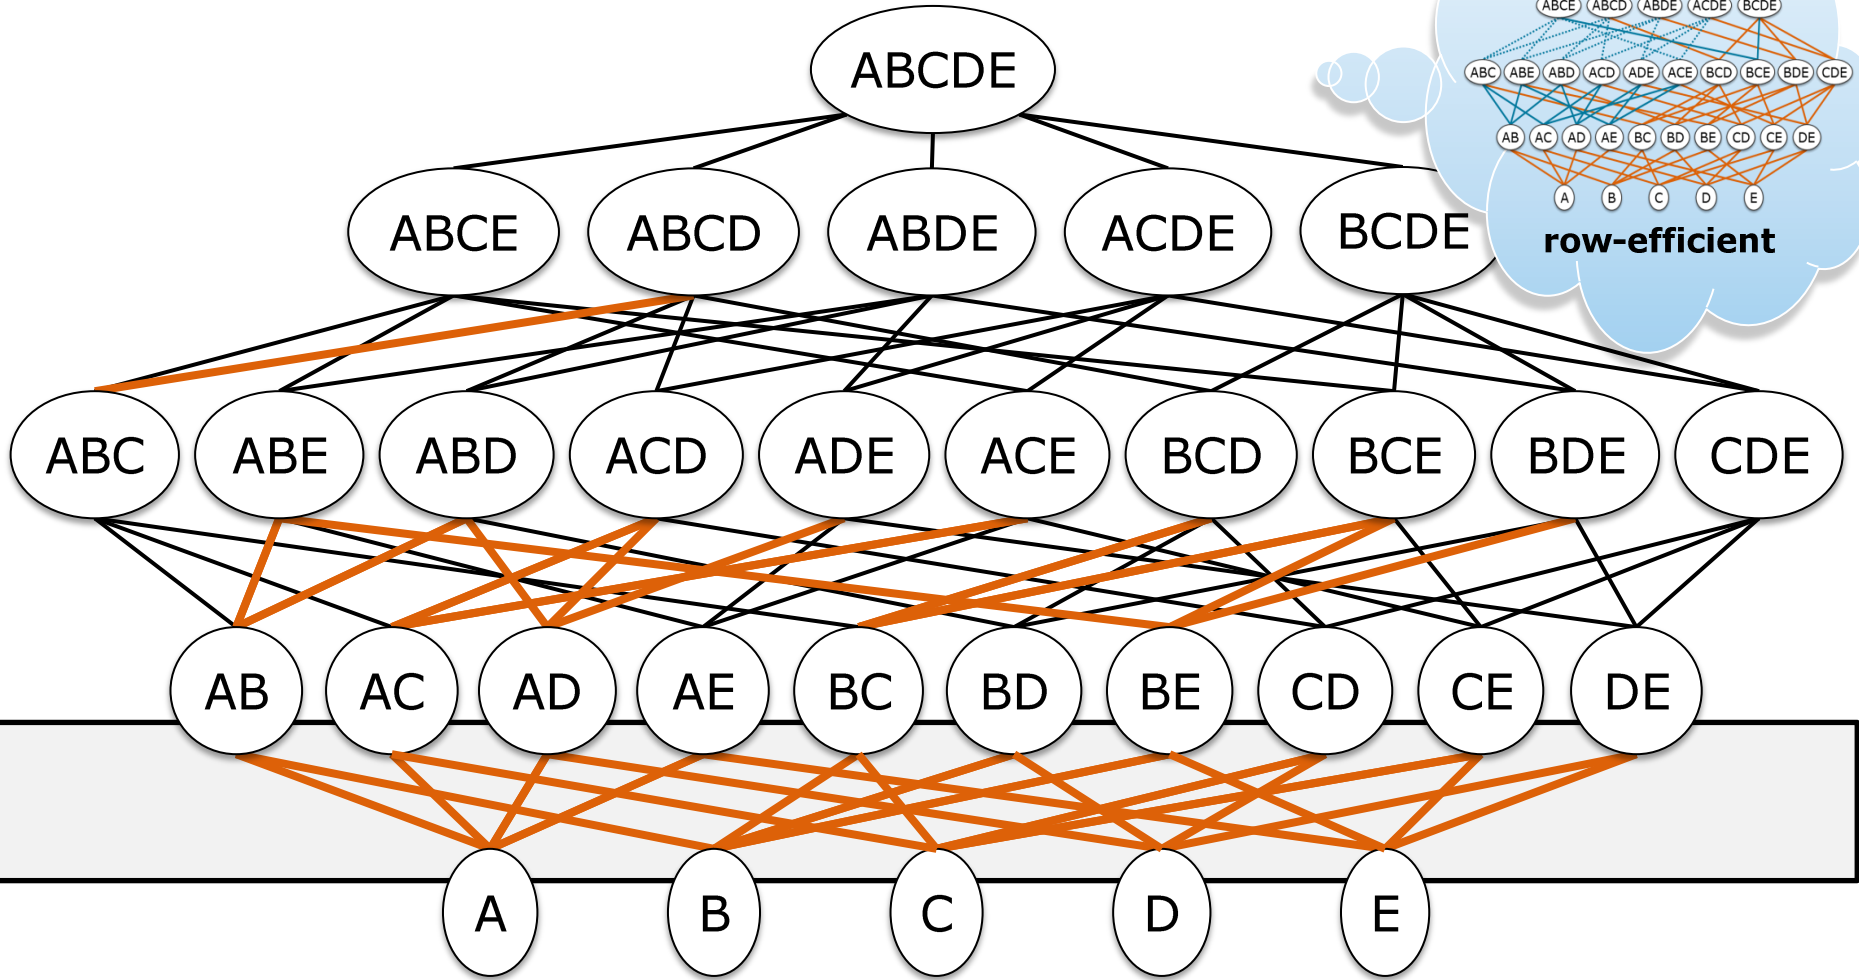 ABCDE
ABCE ABCD ABDE ACDE BCDE
ABC ABE ABD ACD ADE ACE BCD BCE BDE CDE
AB AC AD AE BC BD BE CD CE DE
A B C D E
ABCE ABCD ABDE ACDE BCDE
ABC ABE ABD ACD ADE ACE BCD BCE BDE CDE
AB AC AD AE BC BD BE CD CE DE
A B C D E
row-efficient